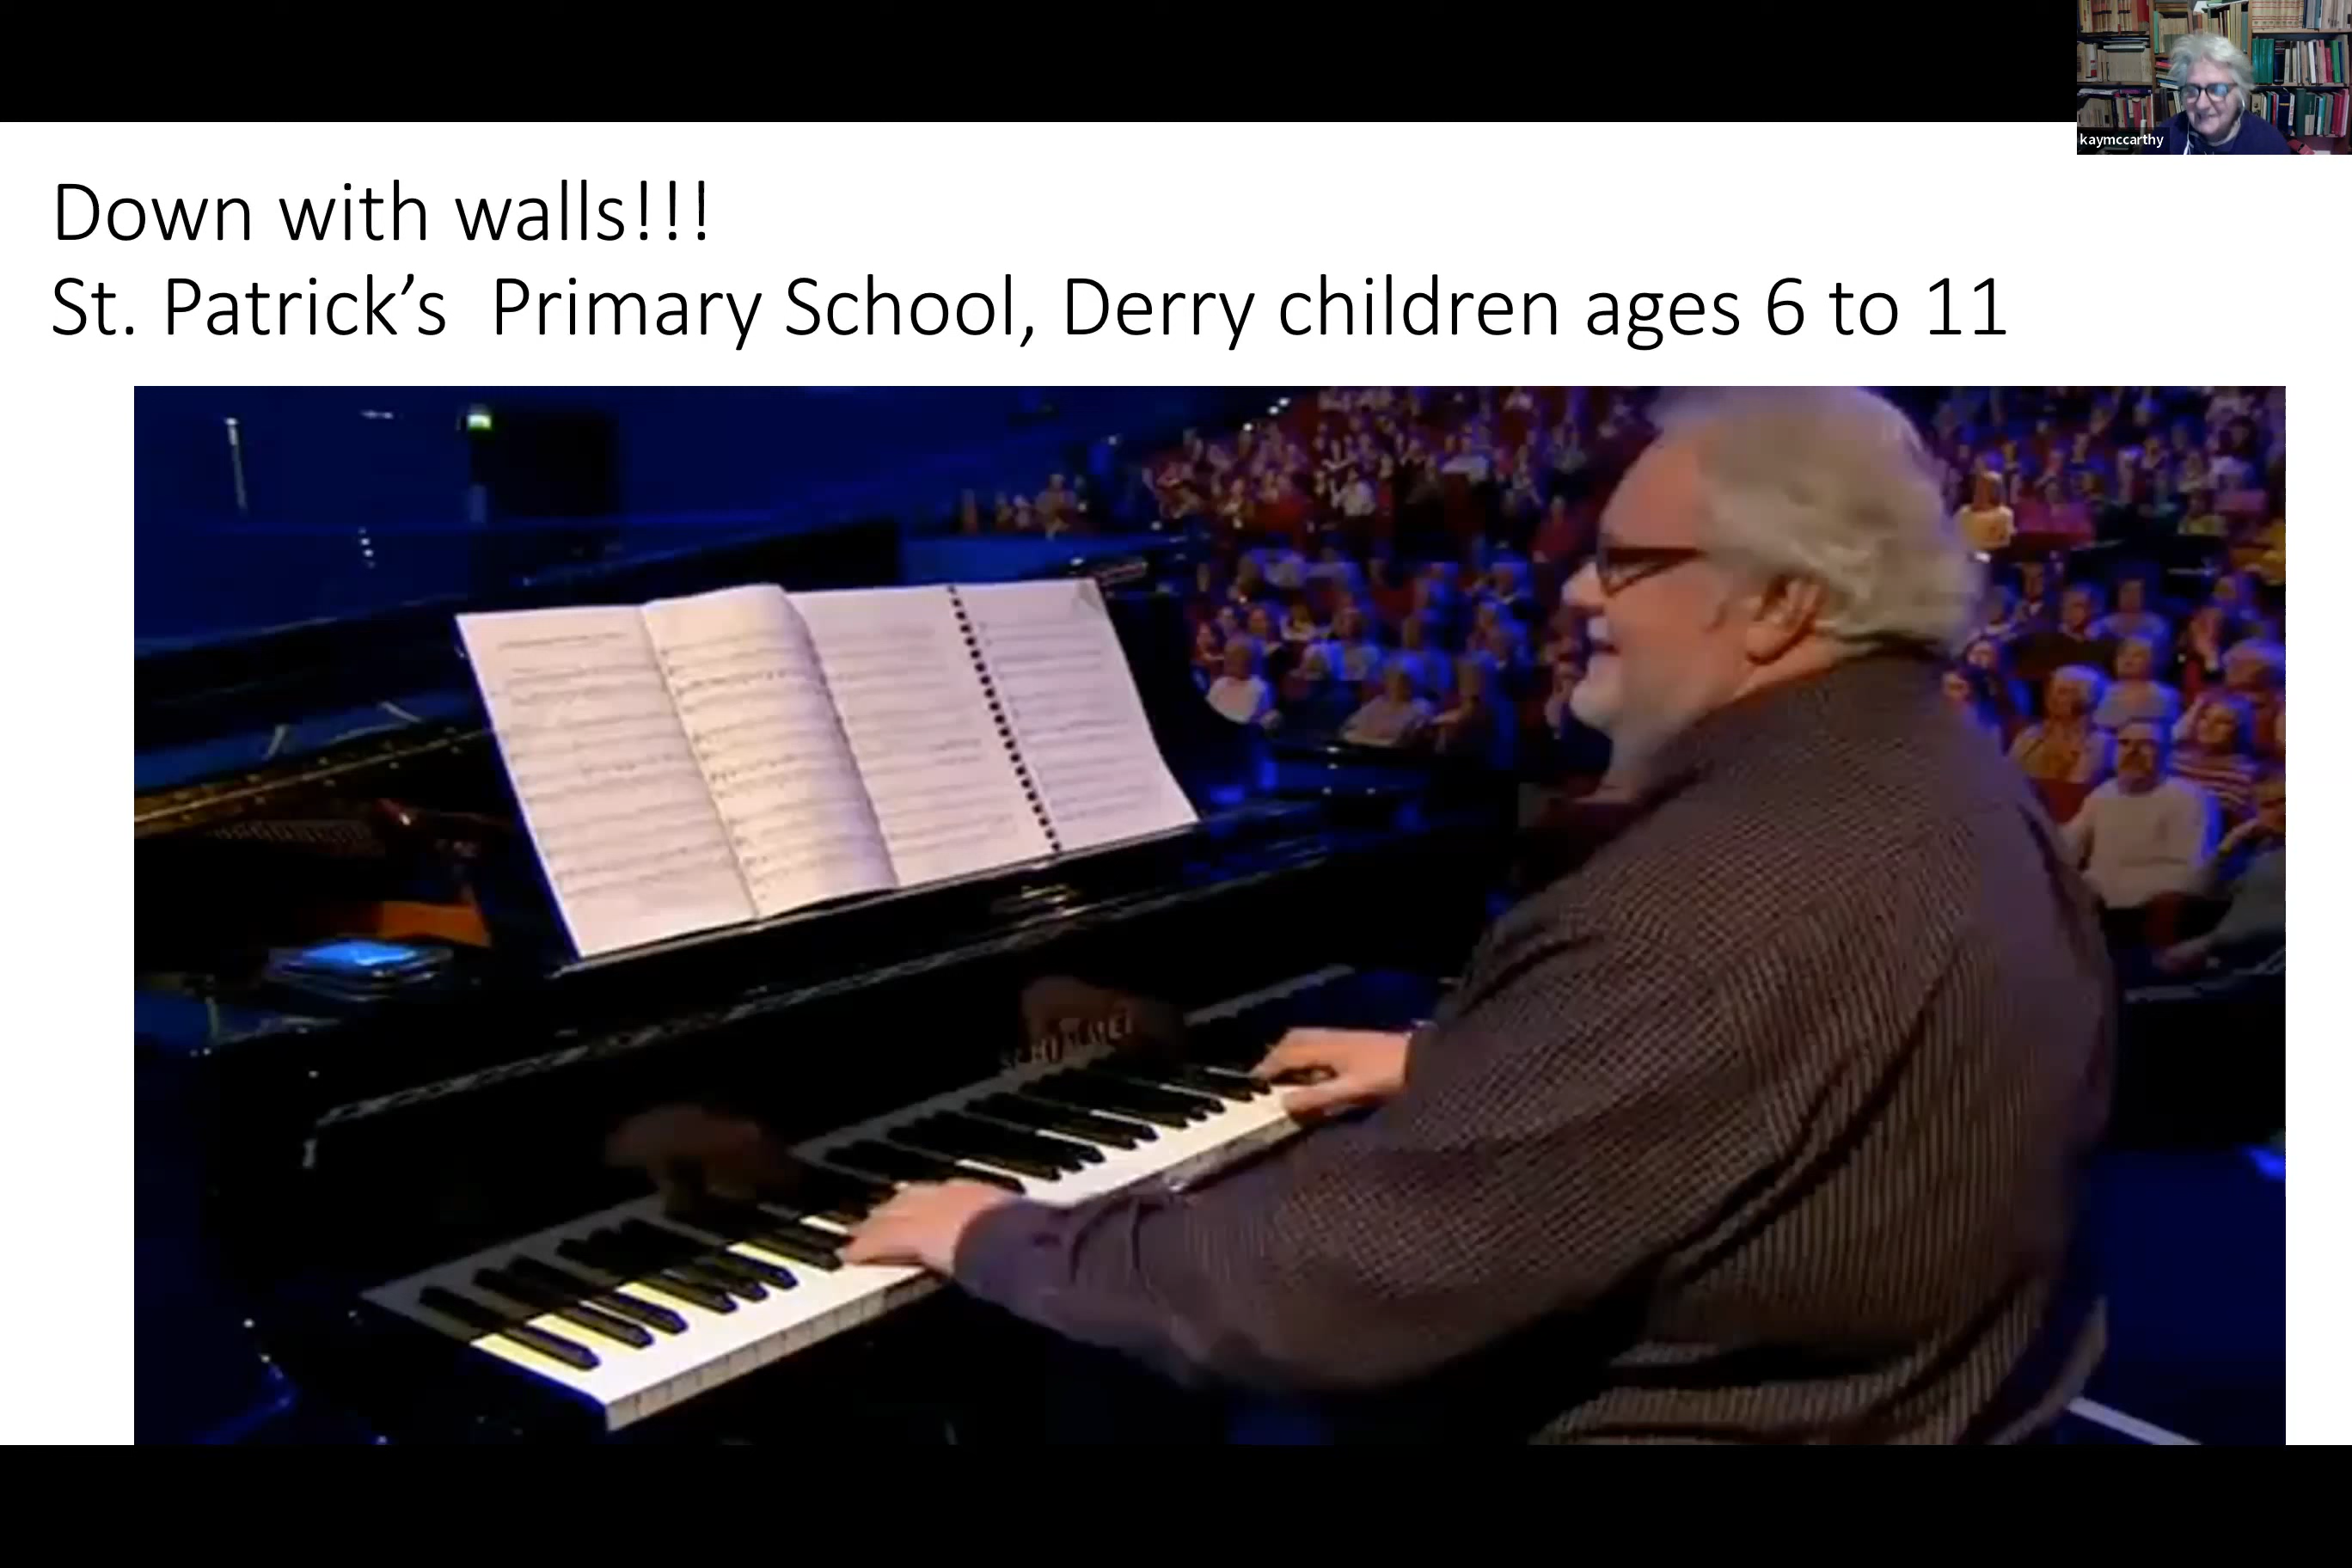 kaymccarthy
Down with walls!!!
St. Patrick’s  Primary School, Derry children ages 6 to 11